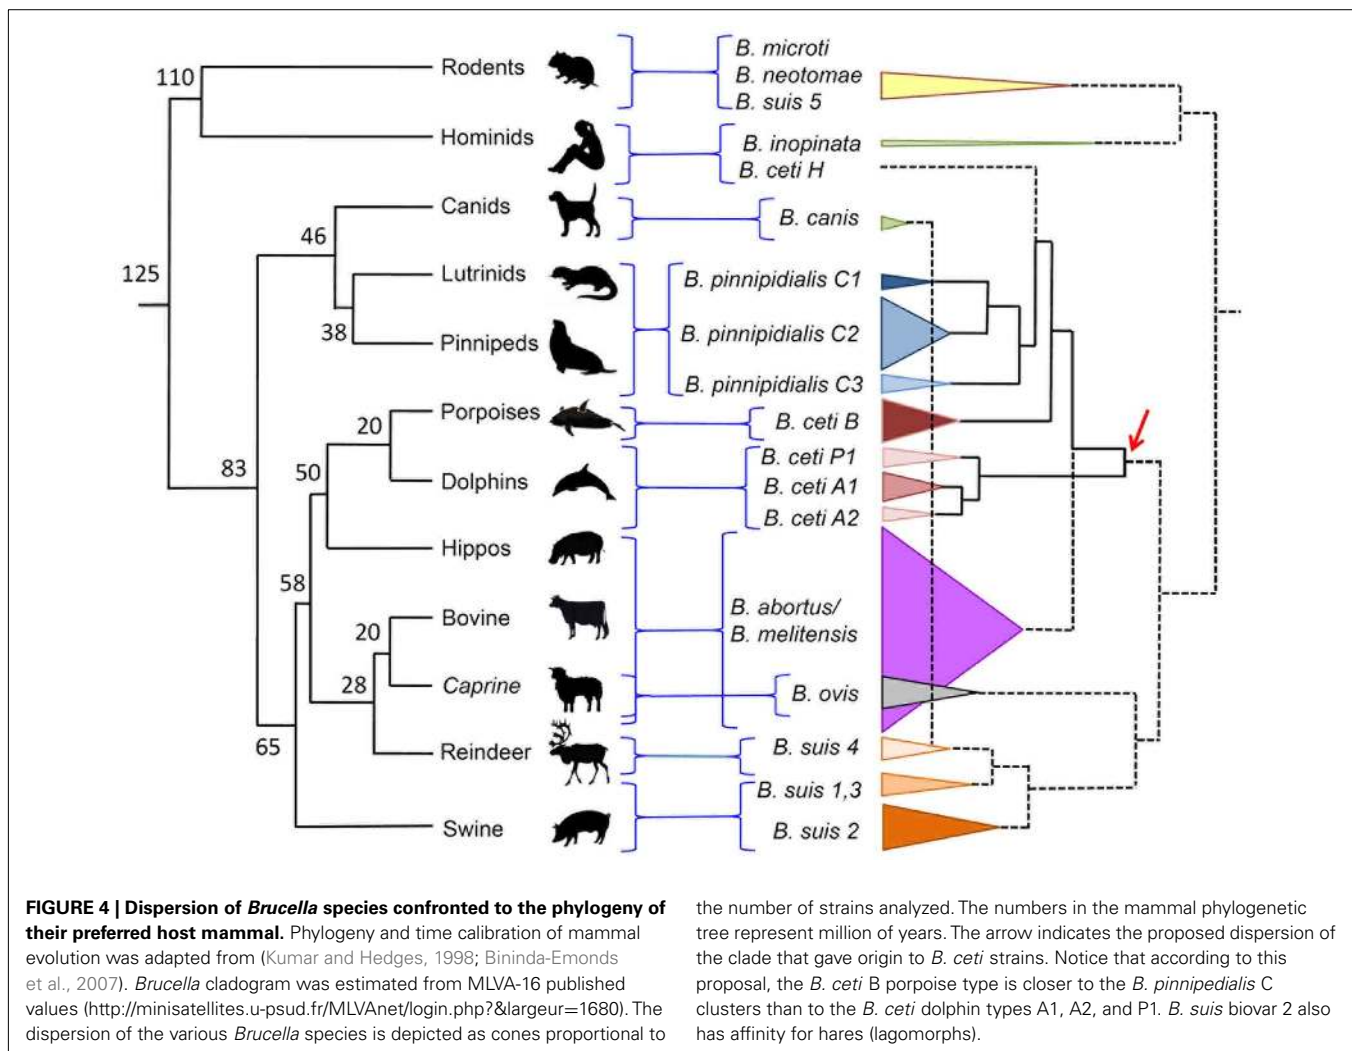 110
Rodents
B. microti
B. neotomae
B. suis 5
Hominids
B. inopinata
B. ceti H
Canids
B. canis
46
125
Lutrinids
B. pinnipidialis C1
38
Pinnipeds
B. pinnipidialis C2
B. pinnipidialis C3
Porpoises
B. ceti B
20
83
50
Dolphins
B. ceti P1
B. ceti A1
B. ceti A2
Hippos
58
Bovine
B. abortus/
B. melitensis
20
28
Caprine
B. ovis
65
Reindeer
B. suis 4
B. suis 1,3
Swine
B. suis 2
FIGURE 4 | Dispersion of Brucella species confronted to the phylogeny of
their preferred host mammal. Phylogeny and time calibration of mammal
evolution was adapted from (Kumar and Hedges, 1998; Bininda-Emonds
et al., 2007). Brucella cladogram was estimated from MLVA-16 published
values (http://minisatellites.u-psud.fr/MLVAnet/login.php?&largeur=1680). The
dispersion of the various Brucella species is depicted as cones proportional to
the number of strains analyzed. The numbers in the mammal phylogenetic
tree represent million of years. The arrow indicates the proposed dispersion of
the clade that gave origin to B. ceti strains. Notice that according to this
proposal, the B. ceti B porpoise type is closer to the B. pinnipedialis C
clusters than to the B. ceti dolphin types A1, A2, and P1. B. suis biovar 2 also
has affinity for hares (lagomorphs).